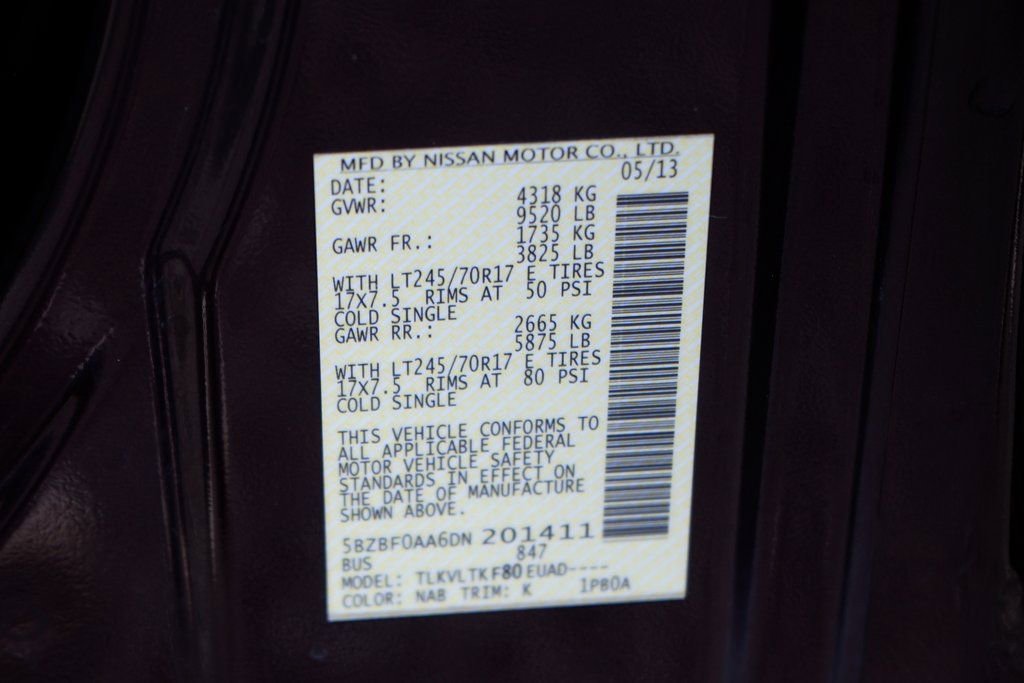 MFD BY NISSAN MOTOR CO., LTD.
DATE: 05/13
GVWR: 4318 KG
9520 LB
GAWR FR.: 1735 KG
3825 LB
WITH LT245/70R17 E TIRES
17X7.5 RIMS AT 50 PSI
COLD SINGLE
GAWR RR.: 2665 KG
5875 LB
WITH LT245/70R17 E TIRES
17X7.5 RIMS AT 80 PSI
COLD SINGLE
THIS VEHICLE CONFORMS TO
ALL APPLICABLE FEDERAL
MOTOR VEHICLE SAFETY
STANDARDS IN EFFECT ON
THE DATE OF MANUFACTURE
SHOWN ABOVE.
5BZBF0AA6DN 201411
BUS 847
MODEL: TLKVLTKF80EUAD----
COLOR: NAB TRIM: K 1PB0A